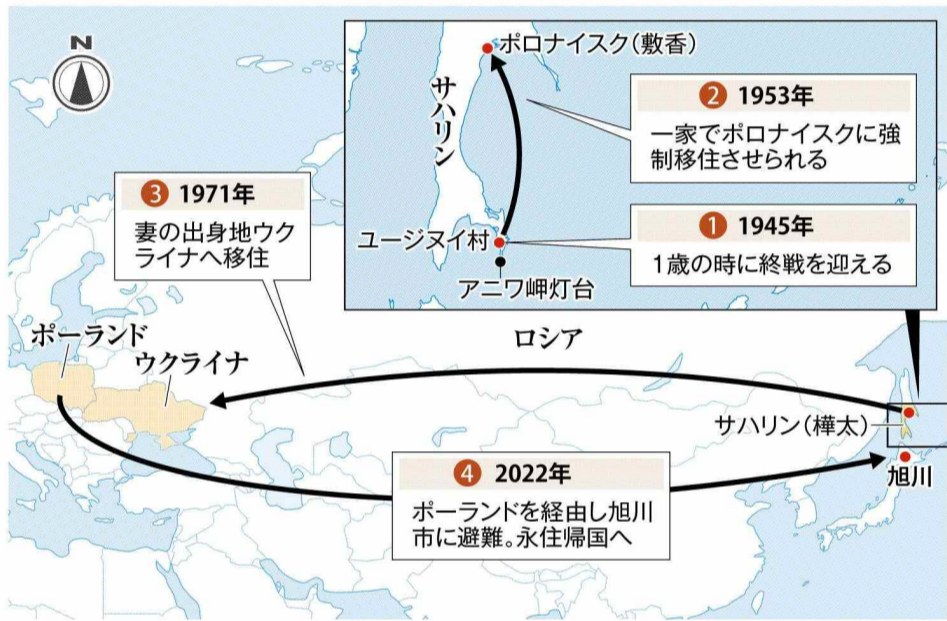 N
ポロナイスク(敷香)
サハリン
❷ 1953年
一家でポロナイスクに強
制移住させられる
❸ 1971年
妻の出身地ウク
ライナへ移住
❶ 1945年
1歳の時に終戦を迎える
ユージヌイ村
アニワ岬灯台
ロシア
ポーランド
ウクライナ
サハリン(樺太)
旭川
❹ 2022年
ポーランドを経由し旭川
市に避難。永住帰国へ